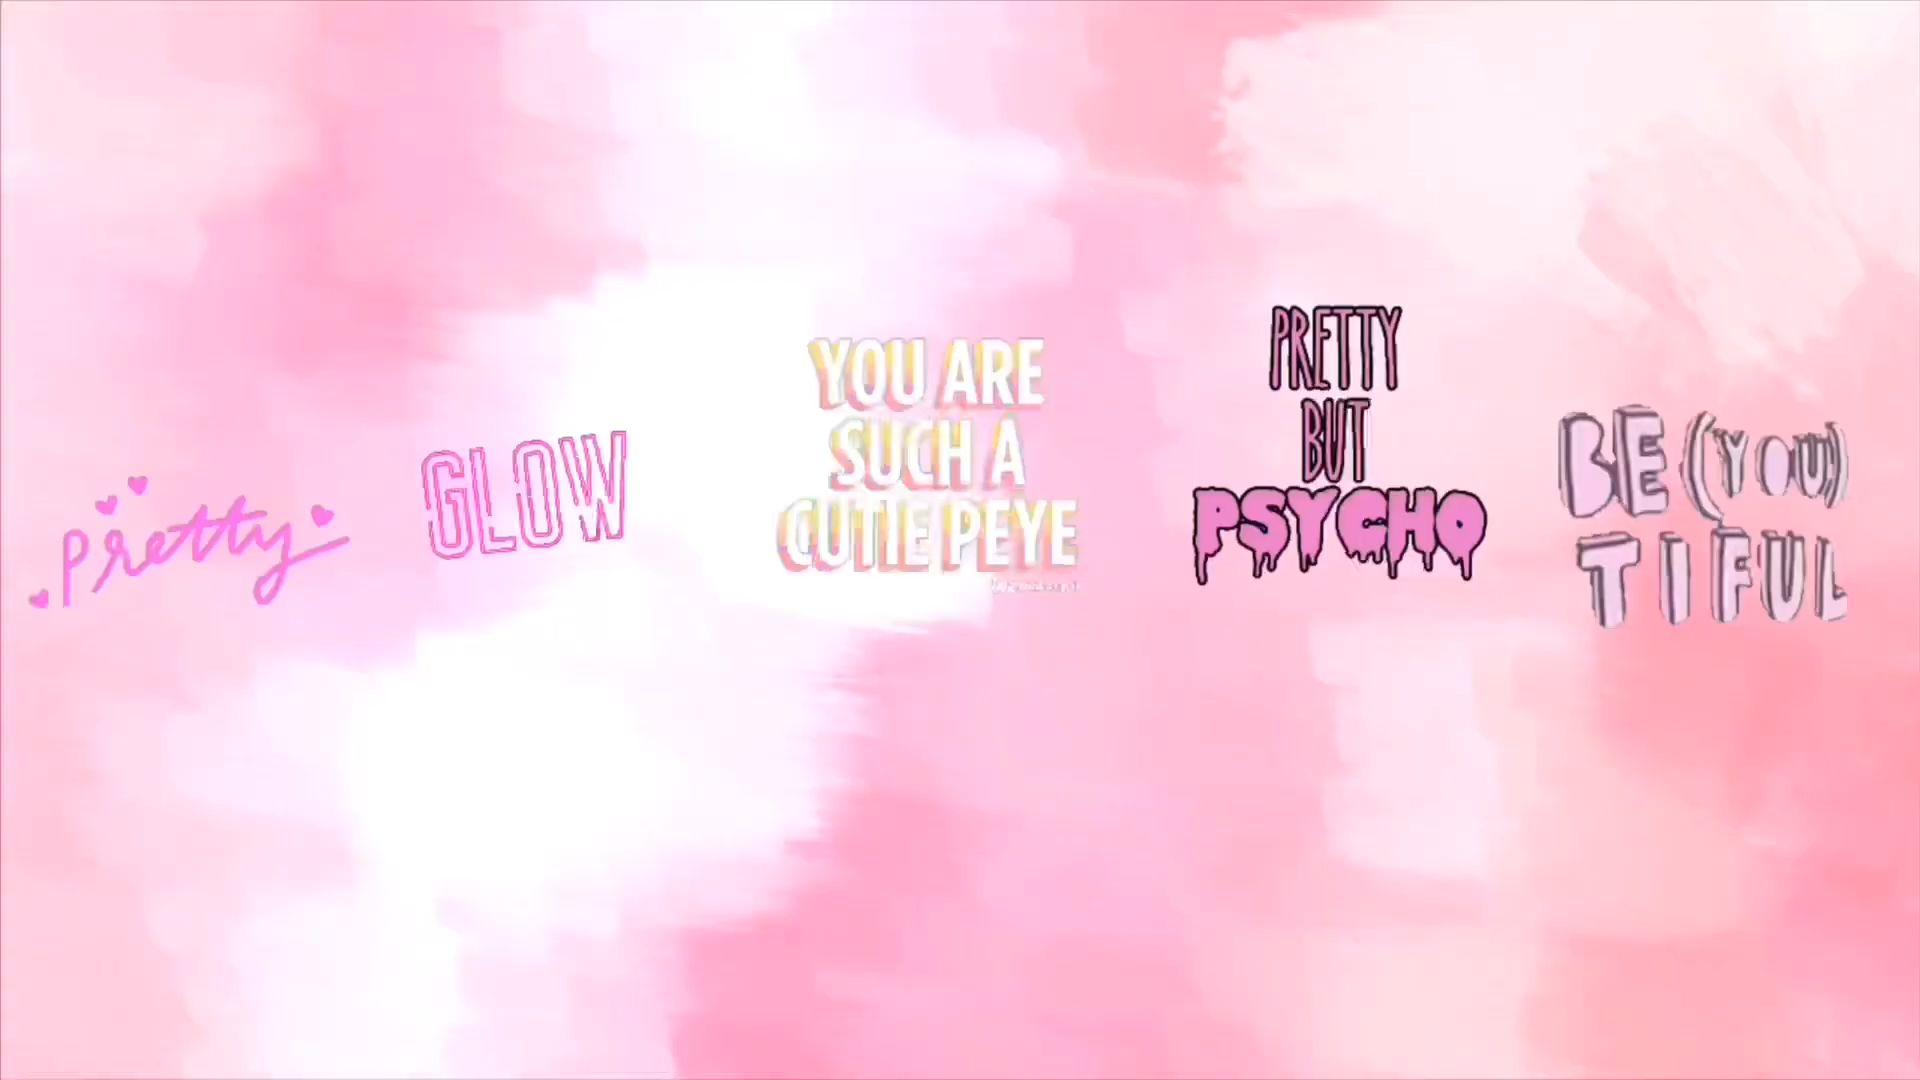 pretty
GLOW
YOU ARE
SUCH A
CUTIE PEYE
PRETTY
BUT
PSYCHO
BE (YOU)
TIFUL